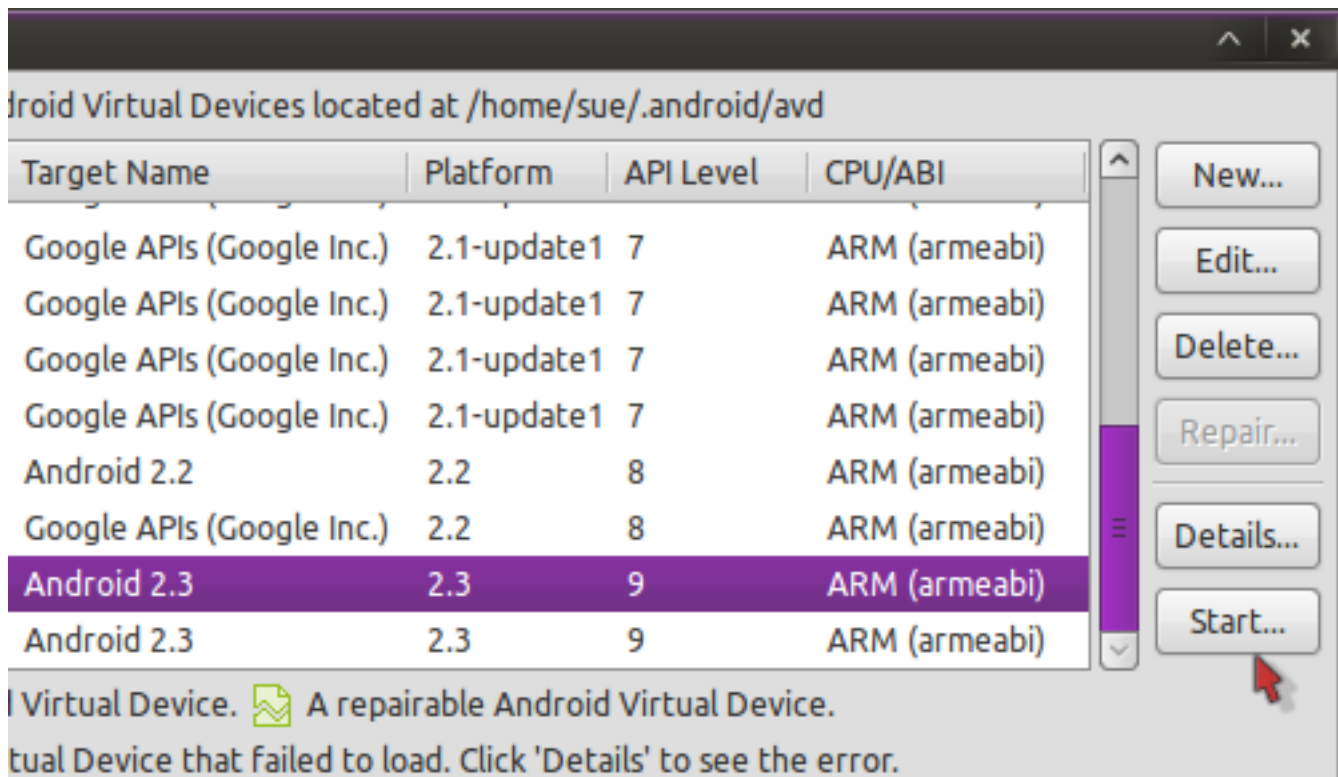 droid Virtual Devices located at /home/sue/.android/avd
Target Name Platform API Level CPU/ABI
Google APIs (Google Inc.) 2.1-update1 7 ARM (armeabi)
Google APIs (Google Inc.) 2.1-update1 7 ARM (armeabi)
Google APIs (Google Inc.) 2.1-update1 7 ARM (armeabi)
Google APIs (Google Inc.) 2.1-update1 7 ARM (armeabi)
Android 2.2 2.2 8 ARM (armeabi)
Google APIs (Google Inc.) 2.2 8 ARM (armeabi)
Android 2.3 2.3 9 ARM (armeabi)
Android 2.3 2.3 9 ARM (armeabi)
New...
Edit...
Delete...
Repair...
Details...
Start...
Virtual Device. A repairable Android Virtual Device.
tual Device that failed to load. Click 'Details' to see the error.